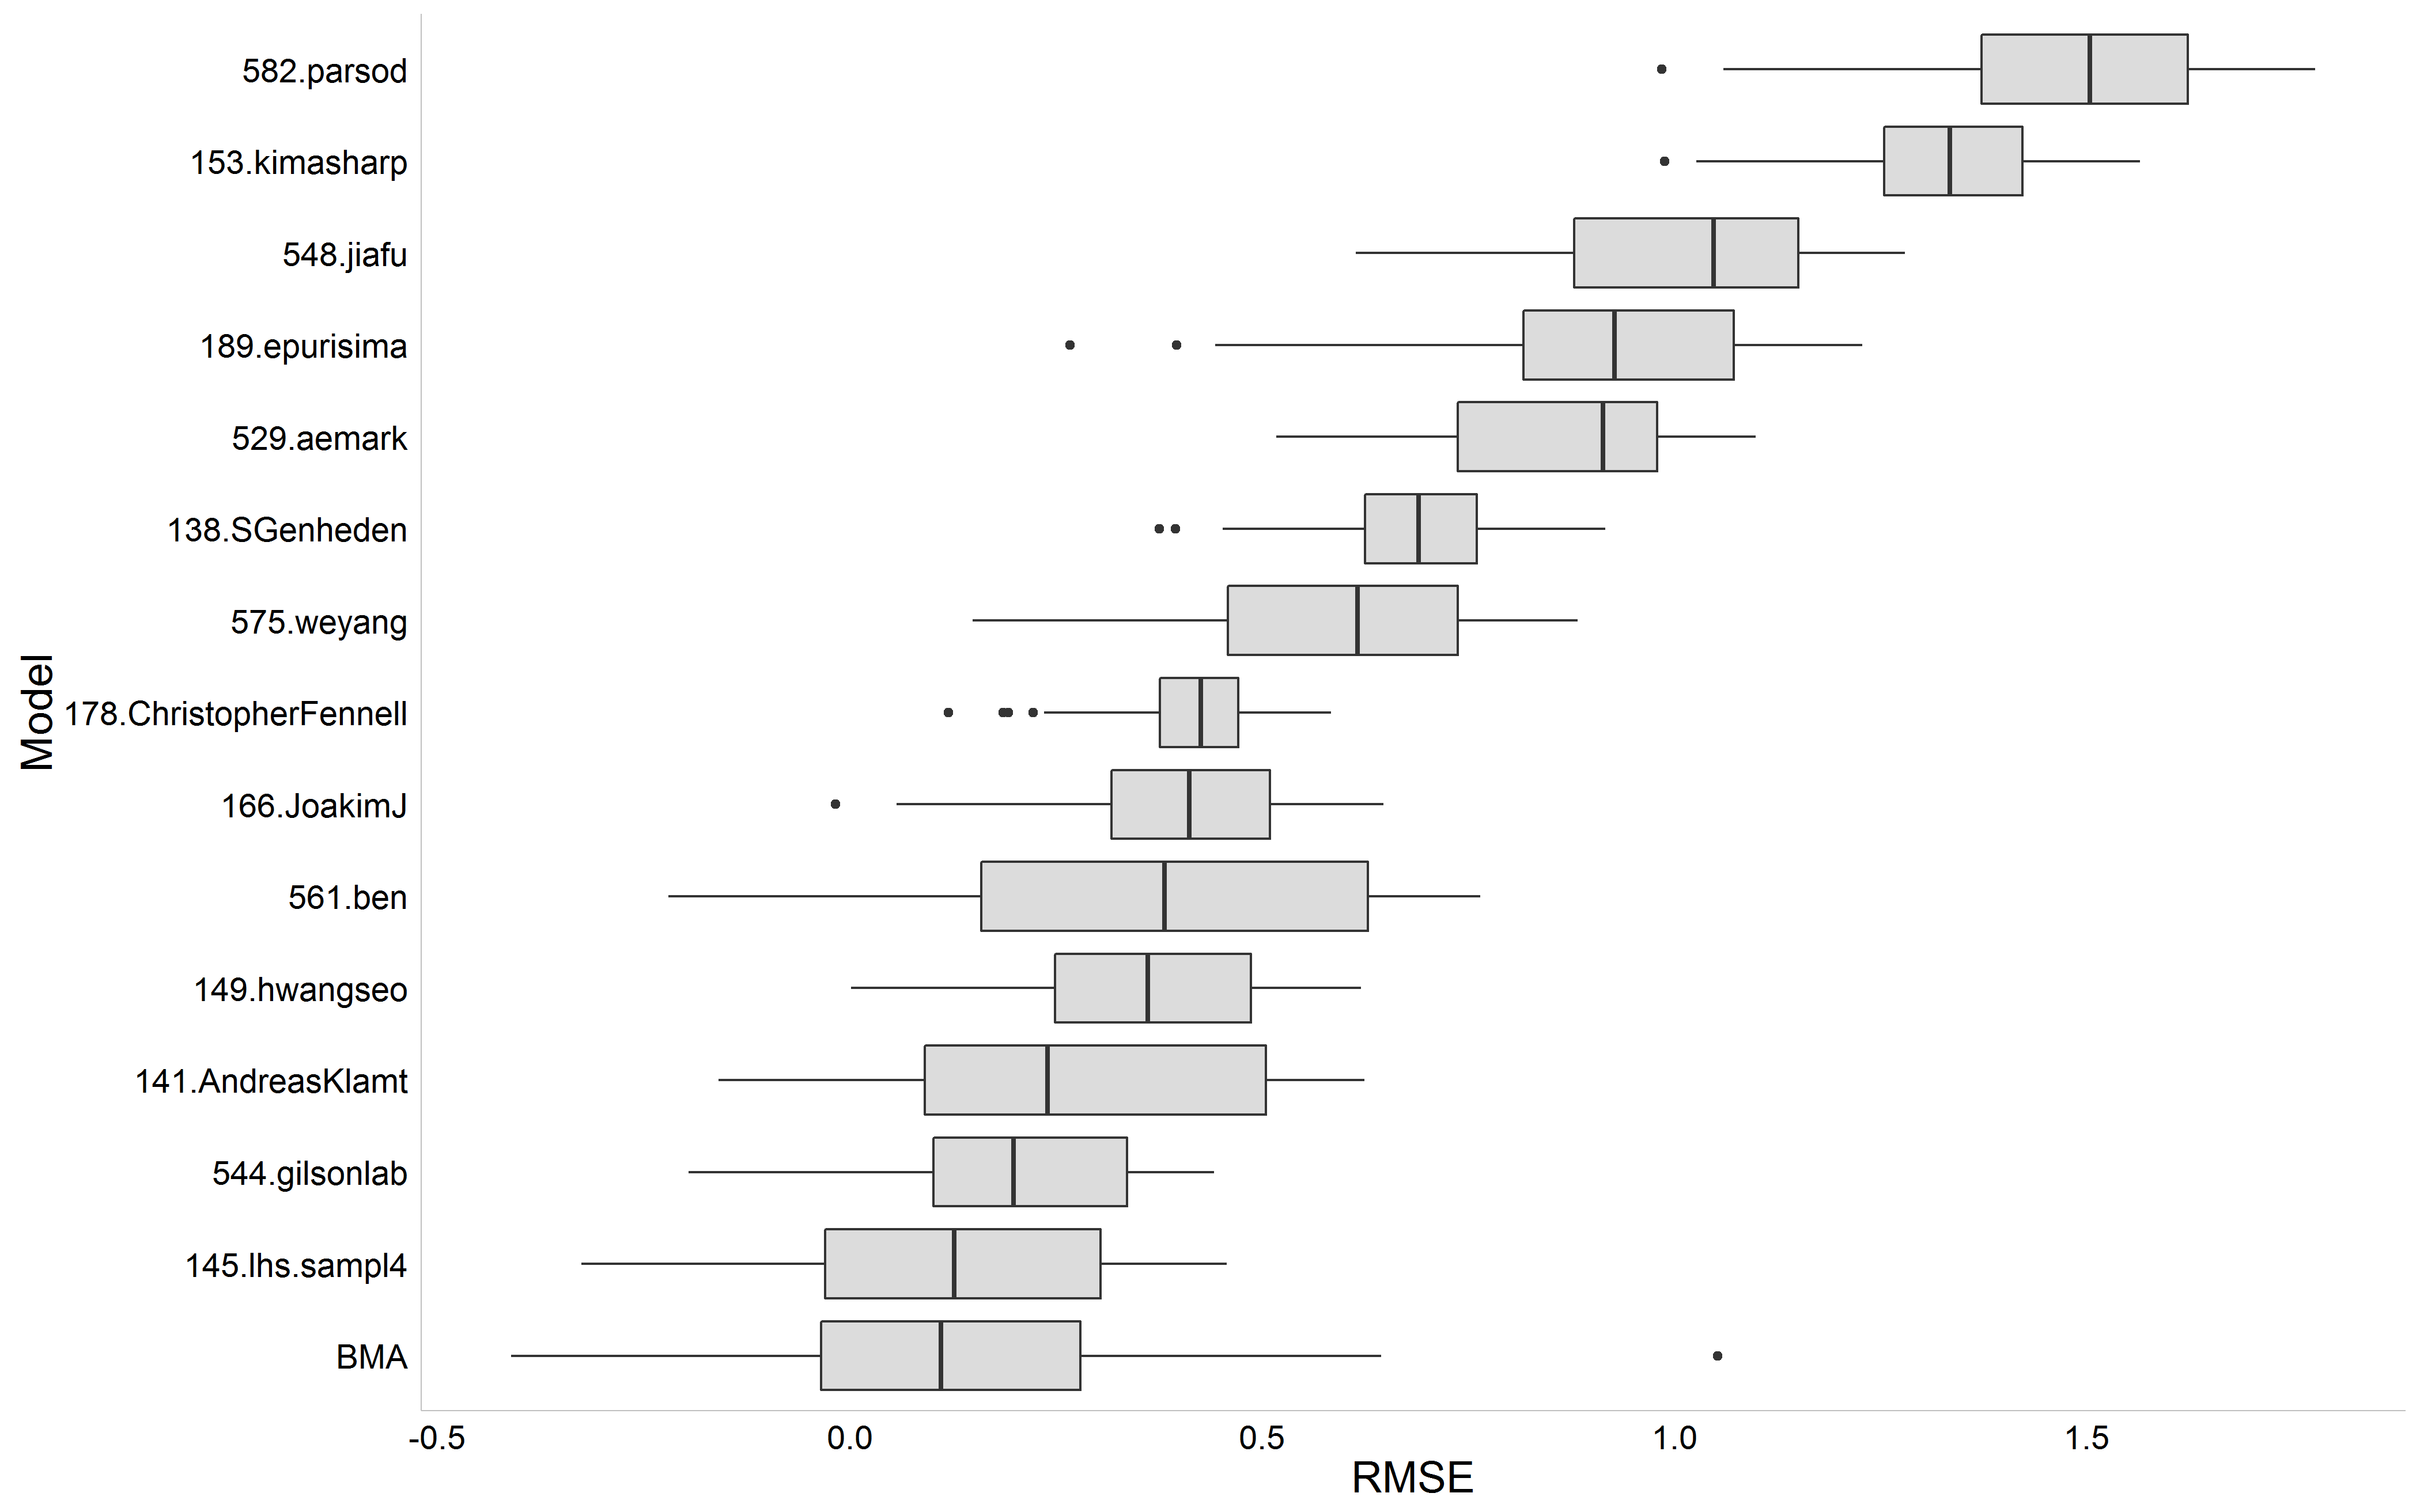 582.parsod
153.kimasharp
548.jiafu
189.epurisima
529.aemark
138.SGenheden
575.weyang
Model
178.ChristopherFennell
166.JoakimJ
561.ben
149.hwangseo
141.AndreasKlamt
544.gilsonlab
145.lhs.sampl4
BMA
-0.5 0.0 0.5 1.0 1.5
RMSE